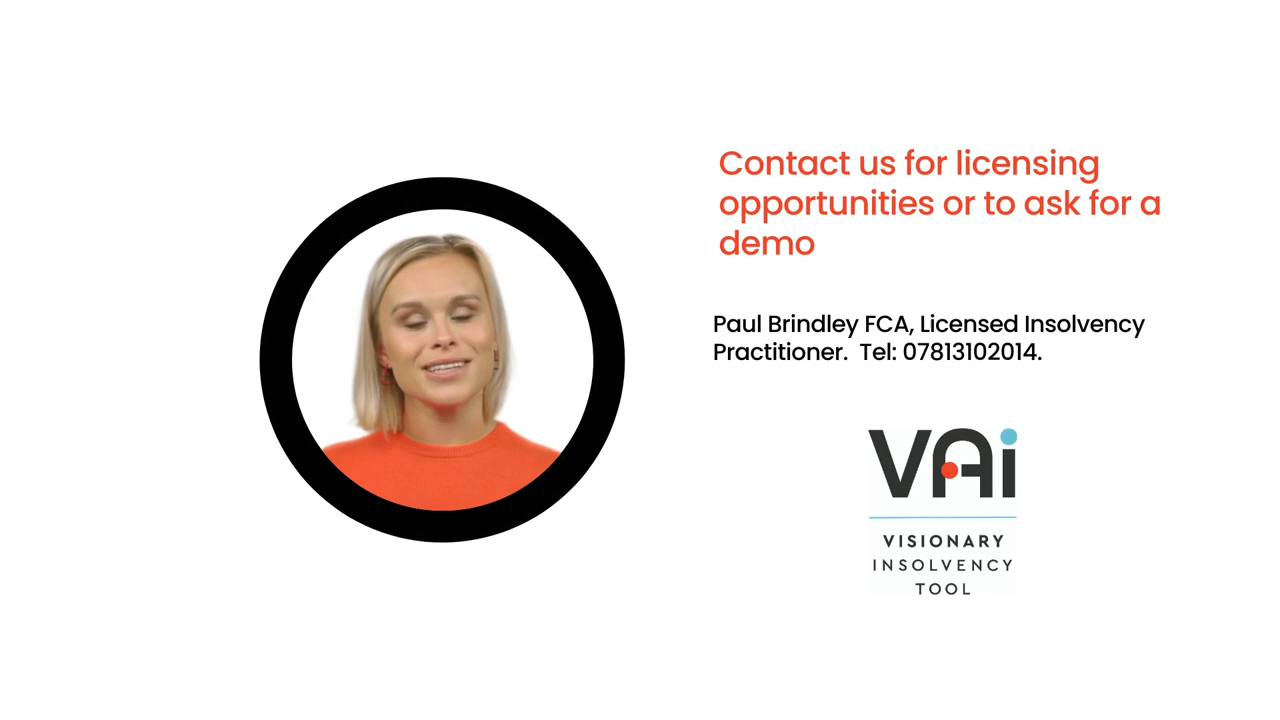 Contact us for licensing
opportunities or to ask for a
demo
Paul Brindley FCA, Licensed Insolvency
Practitioner.  Tel: 07813102014.
VAi
VISIONARY
INSOLVENCY
TOOL